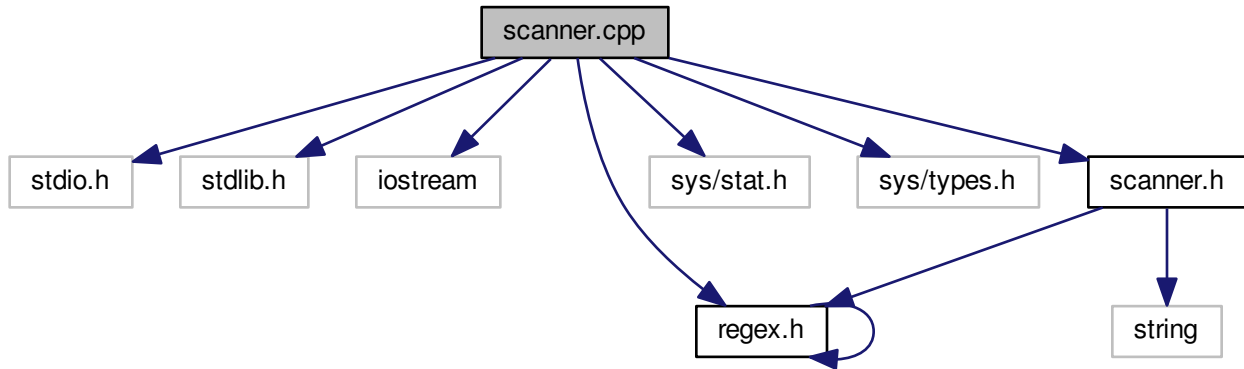 scanner.cpp
stdio.h
stdlib.h
iostream
sys/stat.h
sys/types.h
scanner.h
regex.h
string